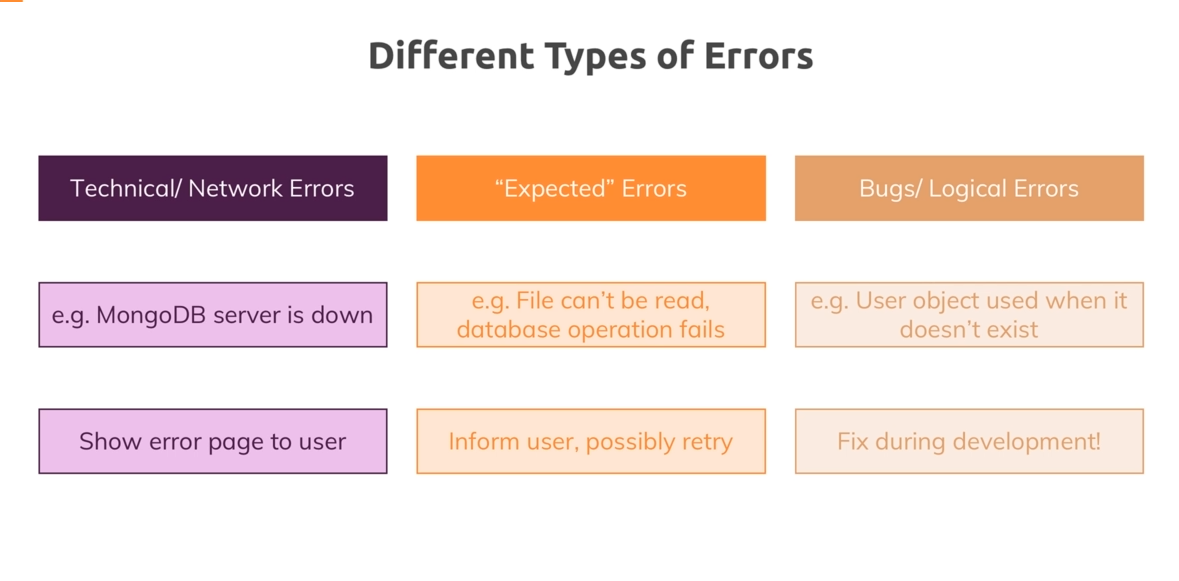 Different Types of Errors
Technical/ Network Errors
“Expected” Errors
Bugs/ Logical Errors
e.g. MongoDB server is down
e.g. File can’t be read,
database operation fails
e.g. User object used when it
doesn’t exist
Show error page to user
Inform user, possibly retry
Fix during development!